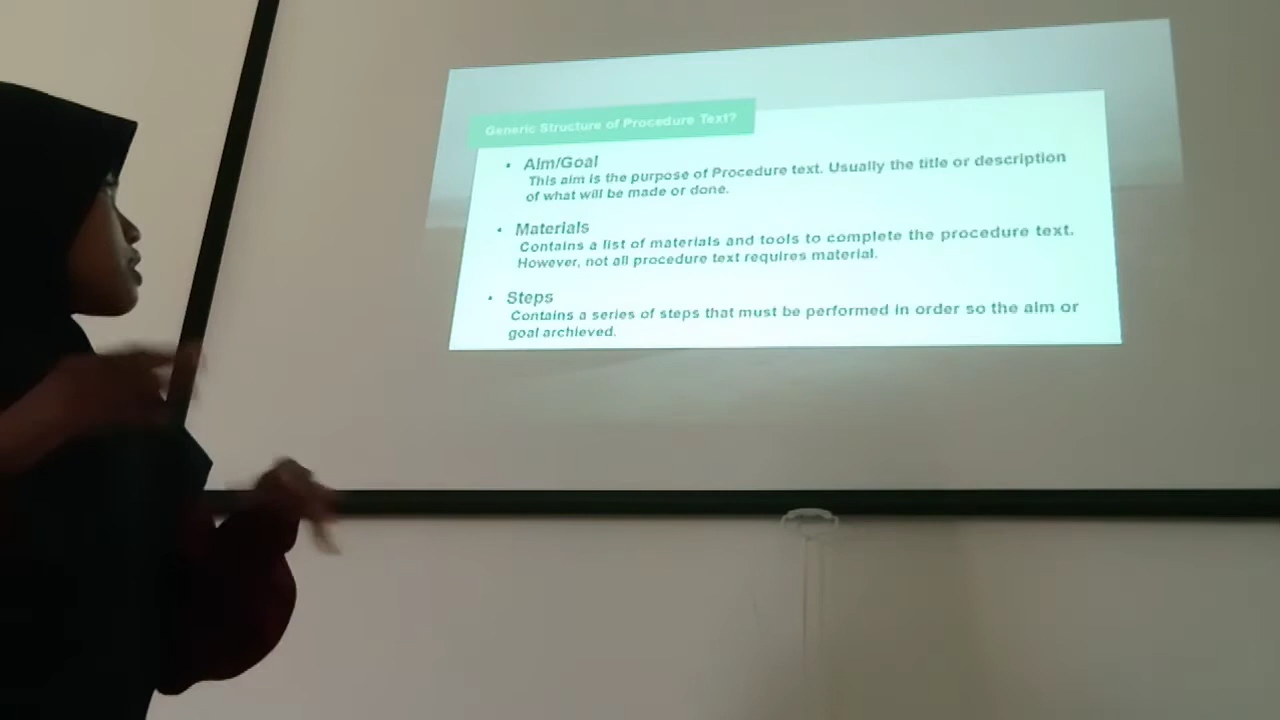 Generic Structure of Procedure Text?
• Aim/Goal
This aim is the purpose of Procedure text. Usually the title or description
of what will be made or done.
• Materials
Contains a list of materials and tools to complete the procedure text.
However, not all procedure text requires material.
• Steps
Contains a series of steps that must be performed in order so the aim or
goal archieved.